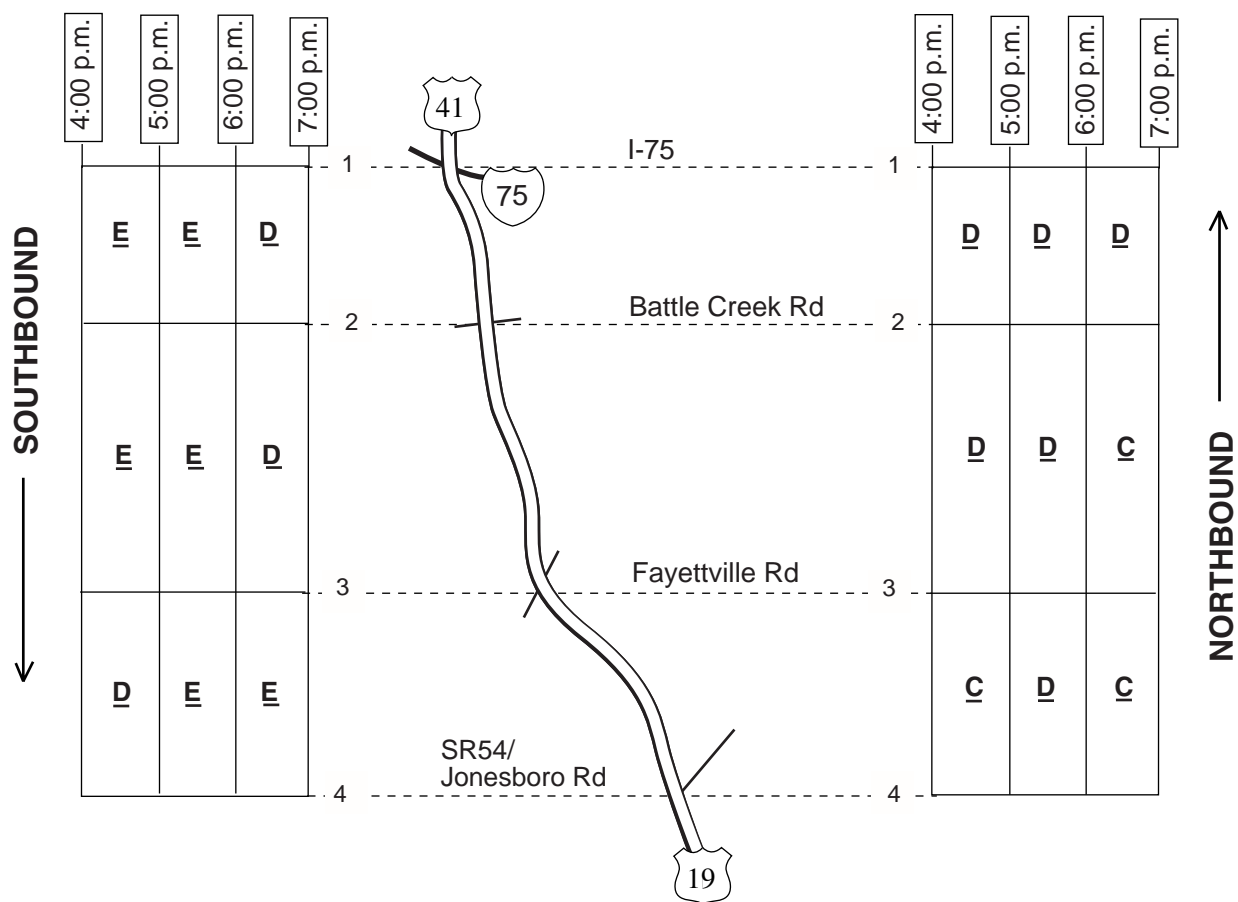 4:00 p.m.
5:00 p.m.
6:00 p.m.
7:00 p.m.
4:00 p.m.
5:00 p.m.
6:00 p.m.
7:00 p.m.
41
1
I-75
1
75
E E D
D D D
SOUTHBOUND
NORTHBOUND
2
Battle Creek Rd
2
E E D
D D C
3
Fayettville Rd
3
D E E
C D C
SR54/
Jonesboro Rd
4
4
19